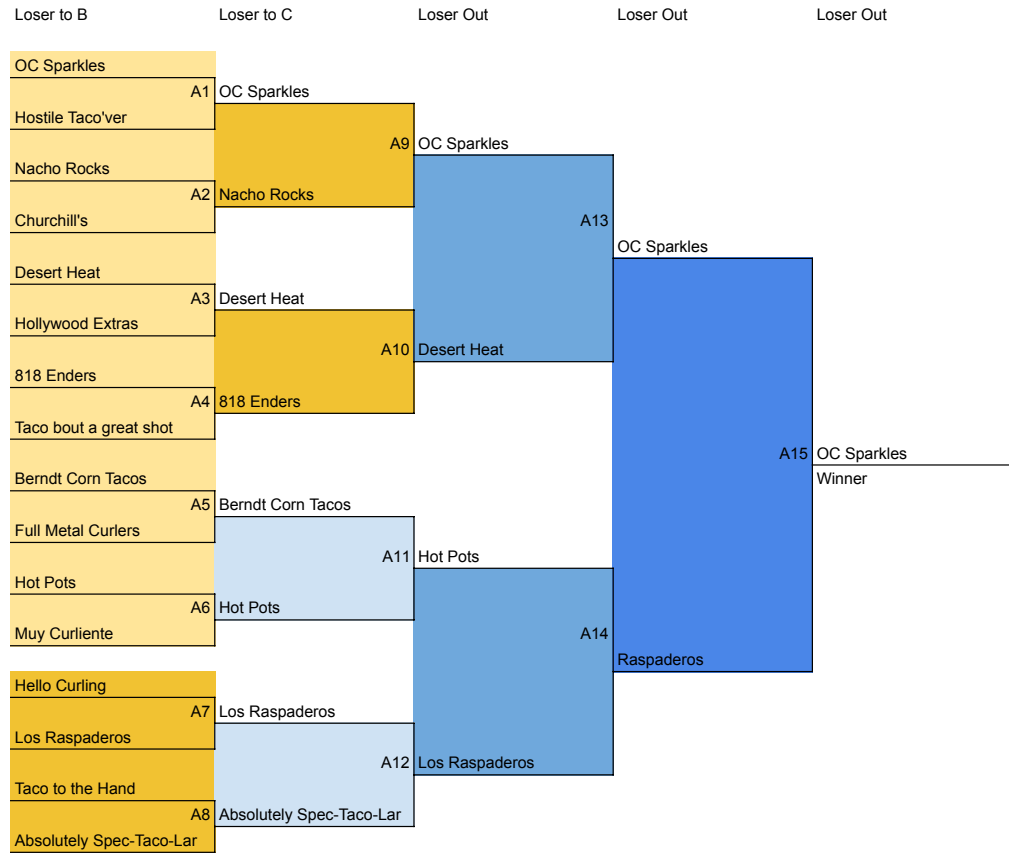 Loser to B Loser to C Loser Out Loser Out Loser Out
OC Sparkles
A1 OC Sparkles
Hostile Taco'ver
A9 OC Sparkles
Nacho Rocks
A2 Nacho Rocks
Churchill's
A13
OC Sparkles
Desert Heat
A3 Desert Heat
Hollywood Extras
A10 Desert Heat
818 Enders
A4 818 Enders
Taco bout a great shot
A15 OC Sparkles
Winner
Berndt Corn Tacos
A5 Berndt Corn Tacos
Full Metal Curlers
A11 Hot Pots
Hot Pots
A6 Hot Pots
Muy Curliente
A14
Raspaderos
Hello Curling
A7 Los Raspaderos
Los Raspaderos
A12 Los Raspaderos
Taco to the Hand
A8 Absolutely Spec-Taco-Lar
Absolutely Spec-Taco-Lar